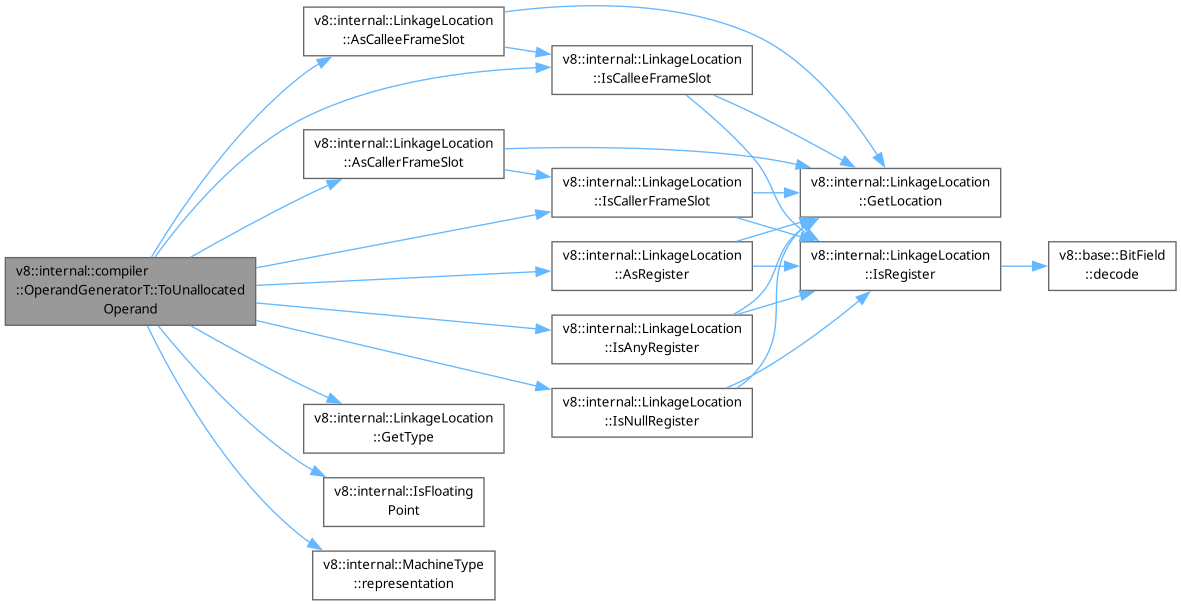 v8::internal::LinkageLocation
::AsCalleeFrameSlot
v8::internal::LinkageLocation
::IsCalleeFrameSlot
v8::internal::LinkageLocation
::AsCallerFrameSlot
v8::internal::LinkageLocation
::IsCallerFrameSlot
v8::internal::LinkageLocation
::GetLocation
v8::internal::compiler
::OperandGeneratorT::ToUnallocated
Operand
v8::internal::LinkageLocation
::AsRegister
v8::internal::LinkageLocation
::IsRegister
v8::base::BitField
::decode
v8::internal::LinkageLocation
::IsAnyRegister
v8::internal::LinkageLocation
::IsNullRegister
v8::internal::LinkageLocation
::GetType
v8::internal::IsFloating
Point
v8::internal::MachineType
::representation